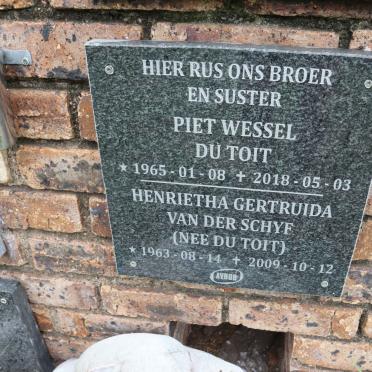 HIER RUS ONS BROER
EN SUSTER
PIET WESSEL
DU TOIT
* 1965 - 01 - 08 ✝ 2018 - 05 - 03
HENRIETHA GERTRUIDA
VAN DER SCHYF
(NEE DU TOIT)
* 1963 - 08 - 14 ✝ 2009 - 10 - 12
AVBOB